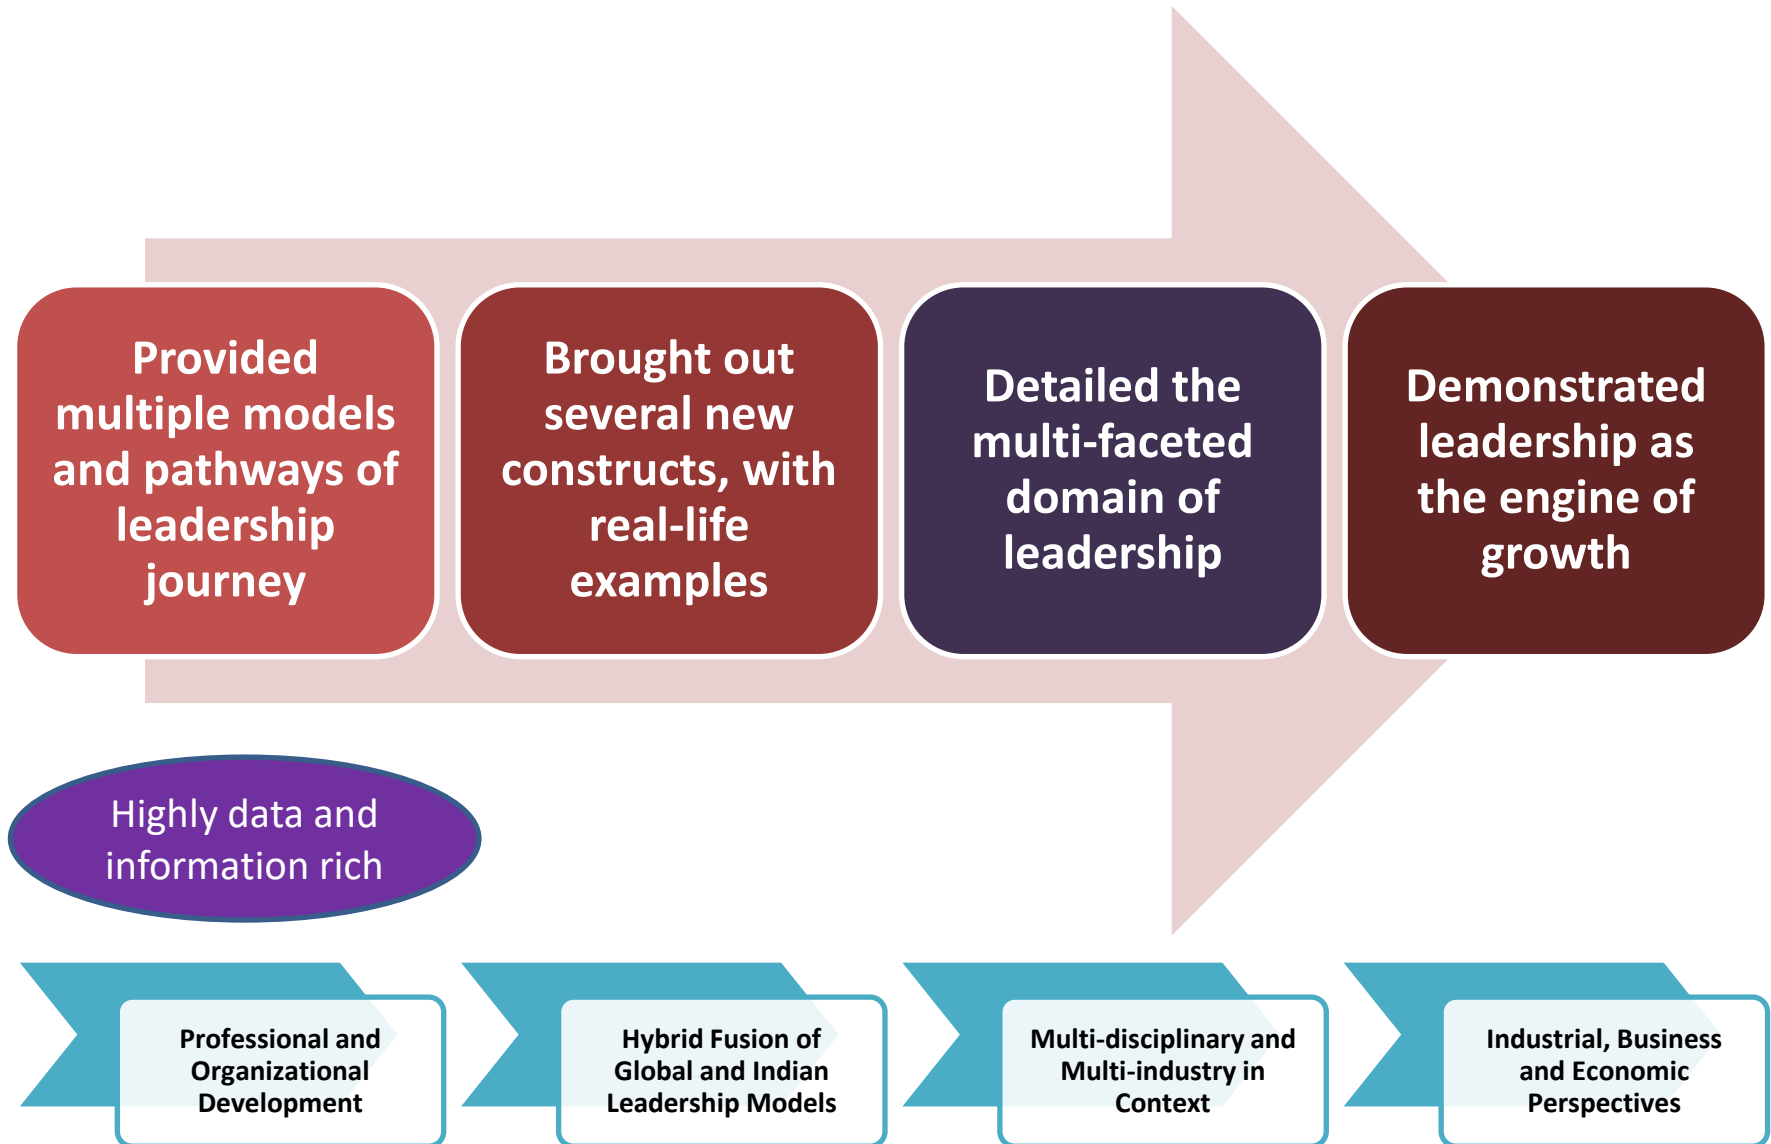 Provided
multiple models
and pathways of
leadership
journey
Brought out
several new
constructs, with
real-life
examples
Detailed the
multi-faceted
domain of
leadership
Demonstrated
leadership as
the engine of
growth
Highly data and
information rich
Professional and
Organizational
Development
Hybrid Fusion of
Global and Indian
Leadership Models
Multi-disciplinary and
Multi-industry in
Context
Industrial, Business
and Economic
Perspectives